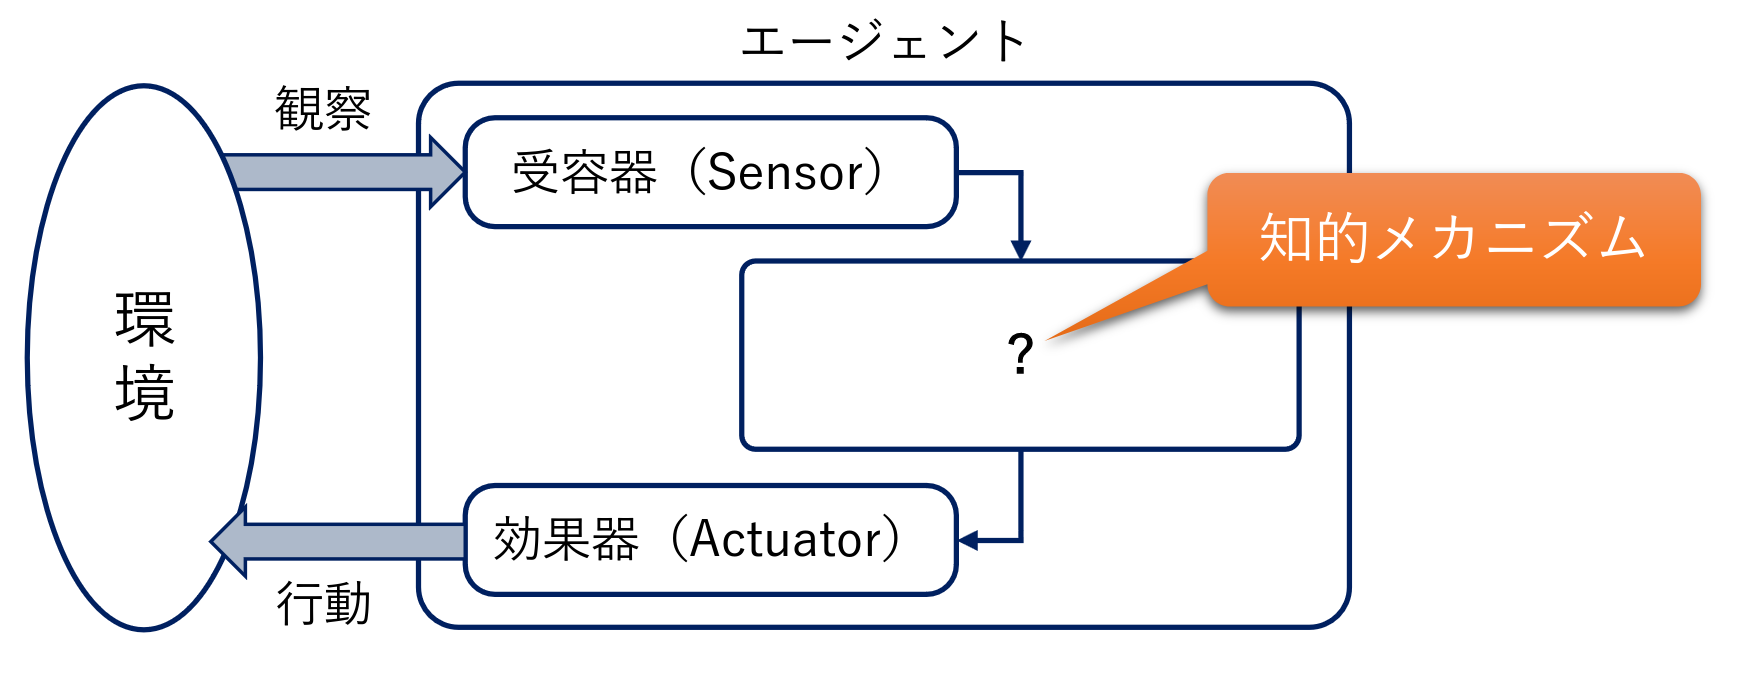 エージェント
観察
受容器（Sensor）
知的メカニズム
環
境
?
効果器（Actuator）
行動